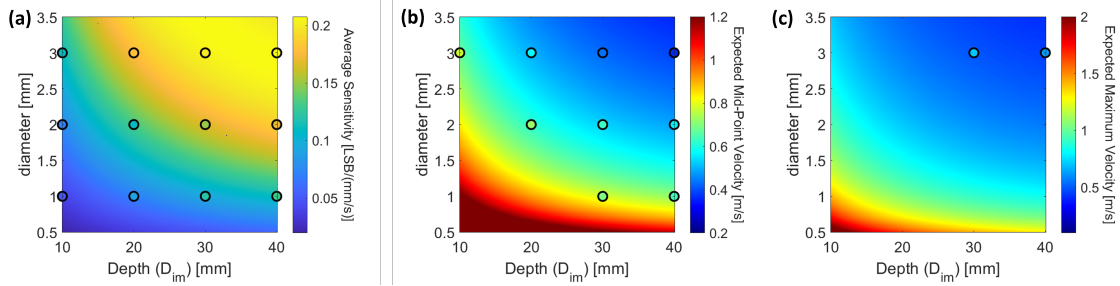 (a)
diameter [mm]
3.5
3
2.5
2
1.5
1
0.5
10 20 30 40
Depth (D_im) [mm]
0.2
0.15
0.1
0.05
Average Sensitivity [LSB/(mm/s)]
(b)
diameter [mm]
3.5
3
2.5
2
1.5
1
0.5
10 20 30 40
Depth (D_im) [mm]
1.2
1
0.8
0.6
0.4
0.2
Expected Mid-Point Velocity [m/s]
(c)
diameter [mm]
3.5
3
2.5
2
1.5
1
0.5
10 20 30 40
Depth (D_im) [mm]
2
1.5
1
0.5
Expected Maximum Velocity [m/s]